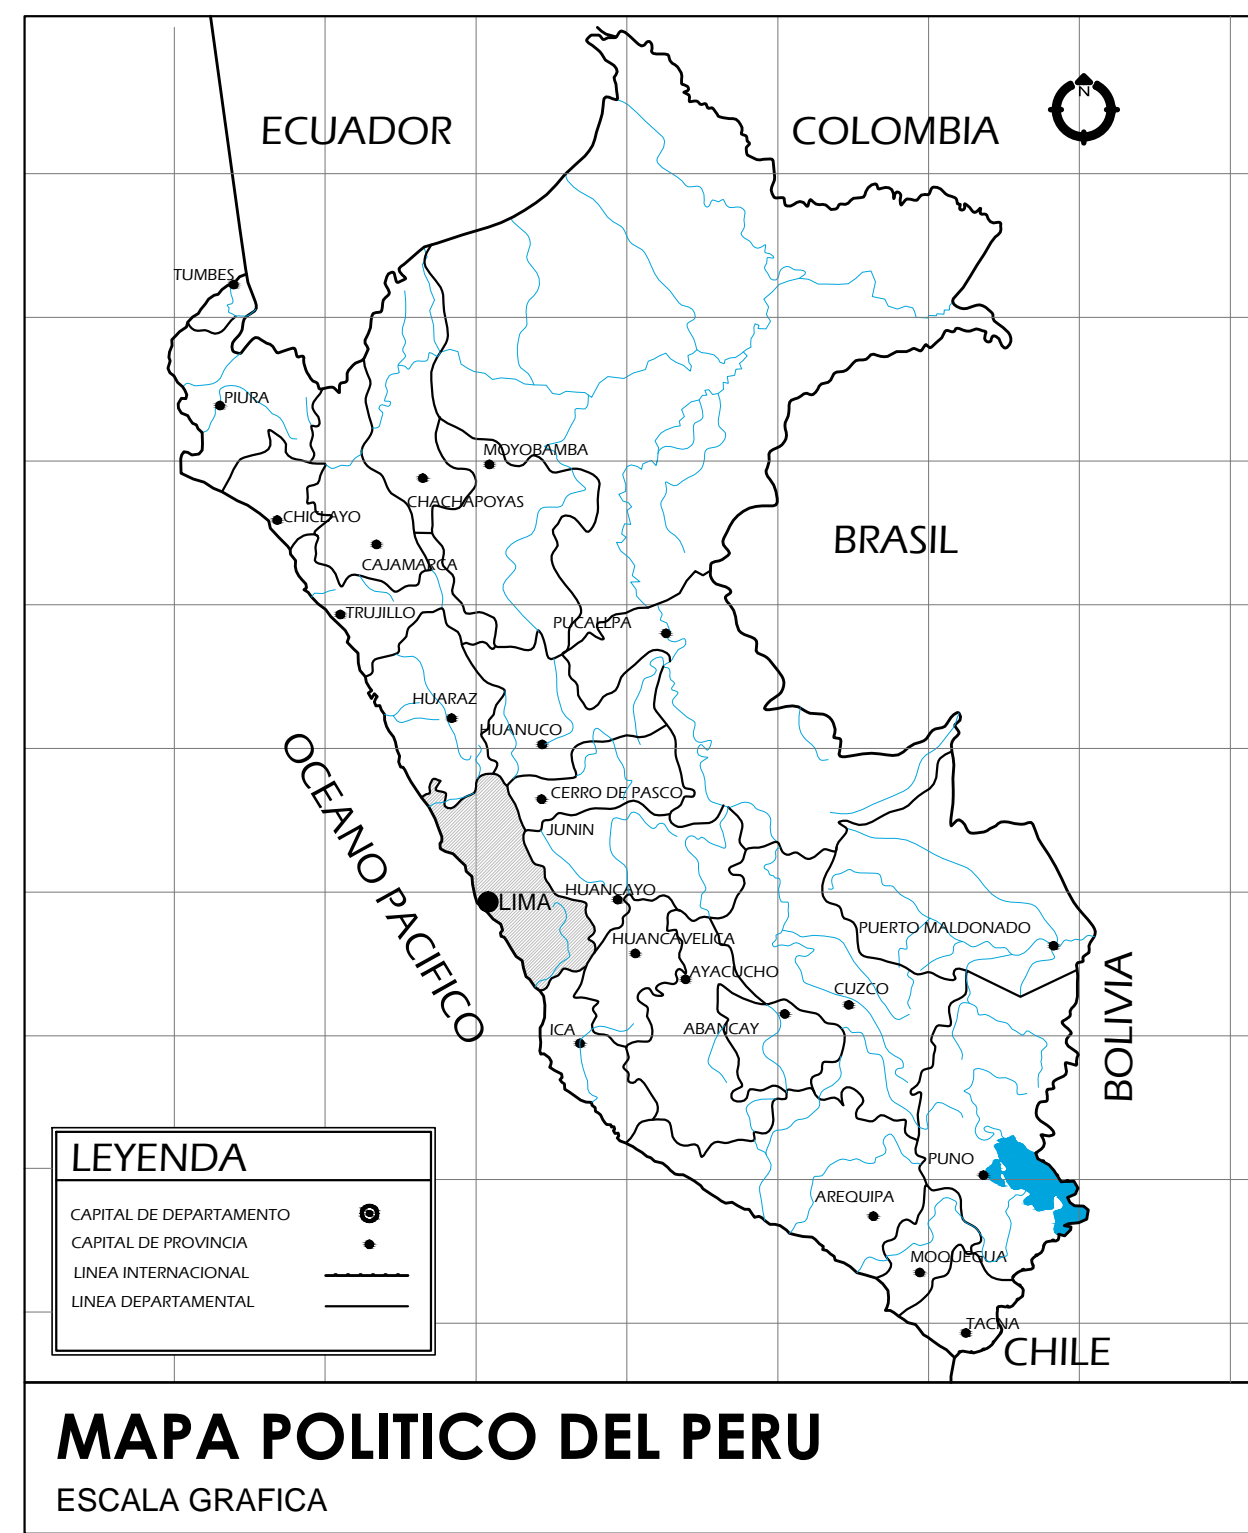 ECUADOR
COLOMBIA
N
TUMBES
PIURA
MOYOBAMBA
CHACHAPOYAS
CHICLAYO
BRASIL
CAJAMARCA
TRUJILLO
PUCALLPA
HUARAZ
HUANUCO
OCEANO PACIFICO
CERRO DE PASCO
JUNIN
HUANCAYO
LIMA
PUERTO MALDONADO
HUANCAVELICA
AYACUCHO
CUZCO
BOLIVIA
ICA
ABANCAY
LEYENDA
PUNO
AREQUIPA
CAPITAL DE DEPARTAMENTO
CAPITAL DE PROVINCIA
MOQUEGUA
LINEA INTERNACIONAL
LINEA DEPARTAMENTAL
TACNA
CHILE
MAPA POLITICO DEL PERU
ESCALA GRAFICA